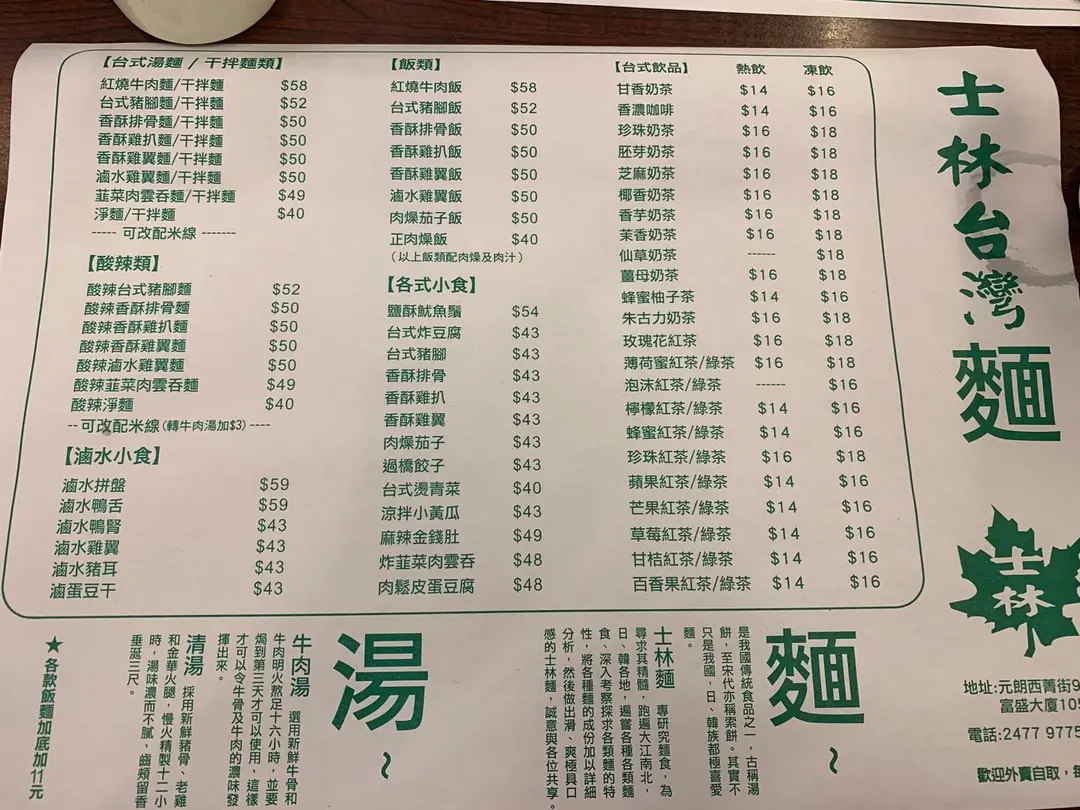 【台式湯麵 / 干拌麵類】
紅燒牛肉麵/干拌麵 $58
台式豬腳麵/干拌麵 $52
香酥排骨麵/干拌麵 $50
香酥雞扒麵/干拌麵 $50
香酥雞翼麵/干拌麵 $50
滷水雞翼麵/干拌麵 $50
韮菜肉雲吞麵/干拌麵 $49
淨麵/干拌麵 $40
----- 可改配米線 -------
【酸辣類】
酸辣台式豬腳麵 $52
酸辣香酥排骨麵 $50
酸辣香酥雞扒麵 $50
酸辣香酥雞翼麵 $50
酸辣滷水雞翼麵 $50
酸辣韮菜肉雲吞麵 $49
酸辣淨麵 $40
-- 可改配米線(轉牛肉湯加$3) ----
【滷水小食】
滷水拼盤 $59
滷水鴨舌 $59
滷水鴨腎 $43
滷水雞翼 $43
滷水豬耳 $43
滷蛋豆干 $43
【飯類】
紅燒牛肉飯 $58
台式豬腳飯 $52
香酥排骨飯 $50
香酥雞扒飯 $50
香酥雞翼飯 $50
滷水雞翼飯 $50
肉燥茄子飯 $50
正肉燥飯 $40
(以上飯類配肉燥及肉汁)
【各式小食】
鹽酥魷魚鬚 $54
台式炸豆腐 $43
台式豬腳 $43
香酥排骨 $43
香酥雞扒 $43
香酥雞翼 $43
肉燥茄子 $43
過橋餃子 $43
台式燙青菜 $40
涼拌小黃瓜 $43
麻辣金錢肚 $49
炸韮菜肉雲吞 $48
肉鬆皮蛋豆腐 $48
【台式飲品】 熱飲 凍飲
甘香奶茶 $14 $16
香濃咖啡 $14 $16
珍珠奶茶 $16 $18
胚芽奶茶 $16 $18
芝麻奶茶 $16 $18
椰香奶茶 $16 $18
香芋奶茶 $16 $18
茉香奶茶 $16 $18
仙草奶茶 ------ $18
薑母奶茶 $16 $18
蜂蜜柚子茶 $14 $16
朱古力奶茶 $16 $18
玫瑰花紅茶 $16 $18
薄荷蜜紅茶/綠茶 $16 $18
泡沫紅茶/綠茶 ------ $16
檸檬紅茶/綠茶 $14 $16
蜂蜜紅茶/綠茶 $14 $16
珍珠紅茶/綠茶 $16 $18
蘋果紅茶/綠茶 $14 $16
芒果紅茶/綠茶 $14 $16
草莓紅茶/綠茶 $14 $16
甘桔紅茶/綠茶 $14 $16
百香果紅茶/綠茶 $14 $16
士林台灣麵
士林
地址:元朗西菁街9
富盛大廈105
電話:2477 9775
歡迎外賣自取，每
麵~
是我國傳統食品之一，古稱湯
餅，至宋代亦稱索餅。其實不
只是我國，日、韓族都極喜愛
麵。
士林麵 專研究麵食，為
尋求其精髓，跑遍大江南北，
日、韓各地，遍嘗各種各類麵
食、深入考察探求各類麵的特
性，將各種麵的成份加以詳細
分析，然後做出滑、爽極具口
感的士林麵，誠意與各位共享。
湯~
牛肉湯 選用新鮮牛骨和
牛肉明火熬足十六小時，並要
焗到第三天才可以使用，這樣
才可以令牛骨及牛肉的濃味發
揮出來。
清湯 採用新鮮豬骨、老雞
和金華火腿，慢火精製十二小
時，湯味濃而不膩，齒頰留香
垂涎三尺。
★各款飯麵加底加11元